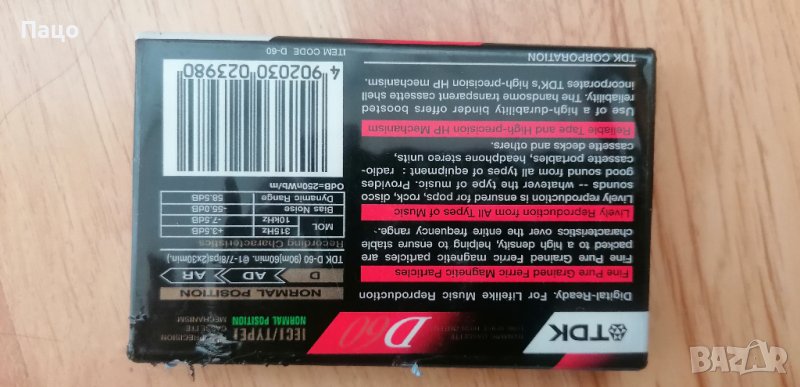 Пацо
TDK
D60
IECI/TYPEI
NORMAL POSITION
PRECISION
CASSETTE
MECHANISM
Digital-Ready. For Lifelike Music Reproduction
Fine Pure Grained Ferric Magnetic Particles
Fine Pure Grained Ferric magnetic particles are
packed to a high density, helping to ensure stable
characteristics over the entire frequency range.
Lively Reproduction from All Types of Music
Lively reproduction is ensured for pops, rock, disco
sounds -- whatever the type of music. Provides
good sound from all types of equipment : radio-
cassette portables, headphone stereo units,
cassette decks and others.
Reliable Tape and High-precision HP Mechanism
Use of a high-durability binder offers boosted
reliability. The handsome transparent cassette shell
incorporates TDK's high-precision HP mechanism.
TDK CORPORATION
NORMAL POSITION
D AD AR
TDK D-60 (90m)[60min. @1-7/8ips(2x30min)]
Recording Characteristics
MOL 315Hz +3.5dB
10kHz -7.5dB
Bias Noise -55.0dB
Dynamic Range 58.5dB
0dB=250nWb/m
4 902030 023980
ITEM CODE D-60
BAZAR.bg